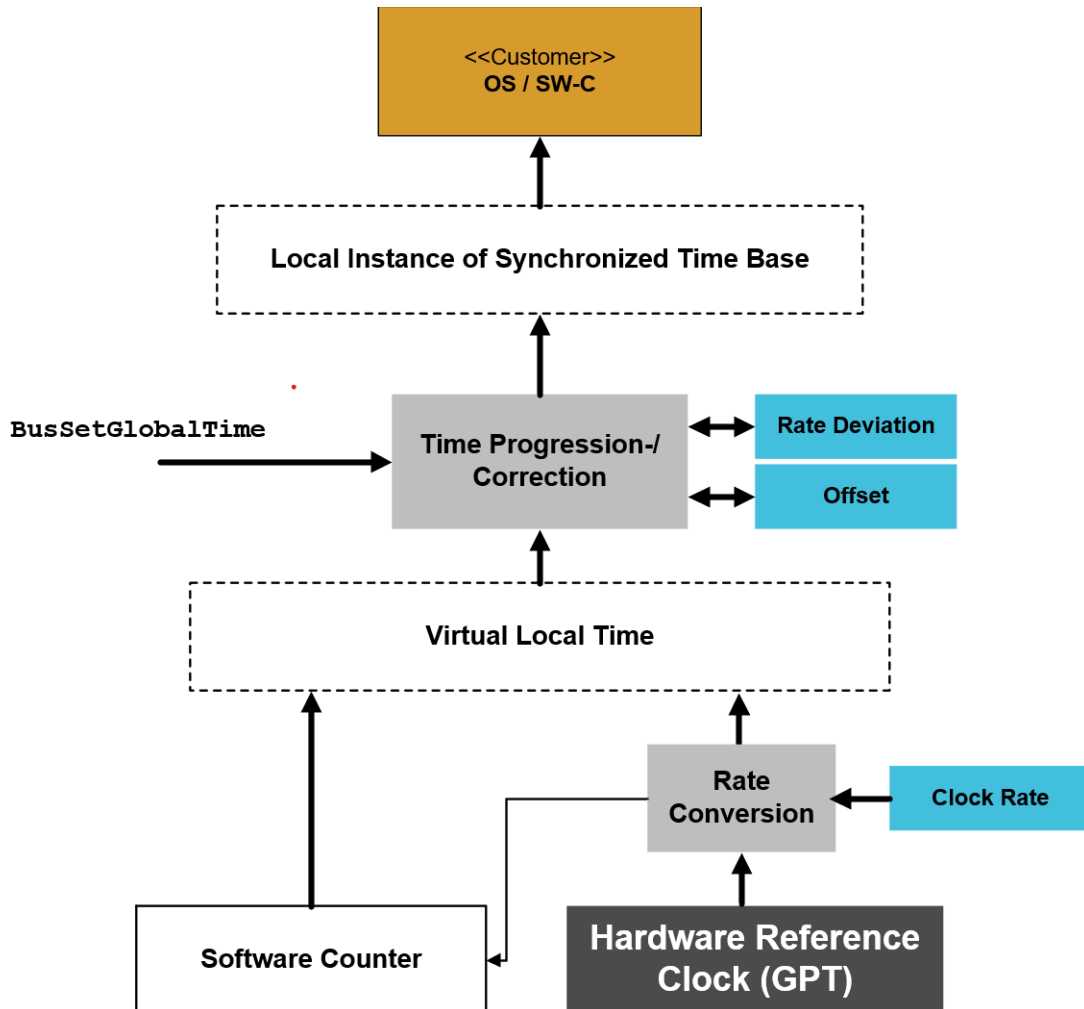 <<Customer>>
OS / SW-C
Local Instance of Synchronized Time Base
BusSetGlobalTime
Time Progression-/
Correction
Rate Deviation
Offset
Virtual Local Time
Rate
Conversion
Clock Rate
Software Counter
Hardware Reference
Clock (GPT)